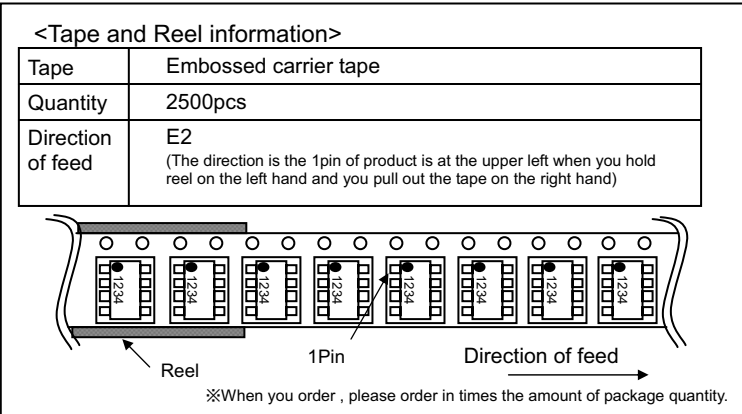 <Tape and Reel information>
Tape Embossed carrier tape
Quantity 2500pcs
Direction of feed E2
(The direction is the 1pin of product is at the upper left when you hold
reel on the left hand and you pull out the tape on the right hand)
1234 1234 1234 1234 1234 1234 1234 1234
Reel 1Pin Direction of feed
※When you order , please order in times the amount of package quantity.